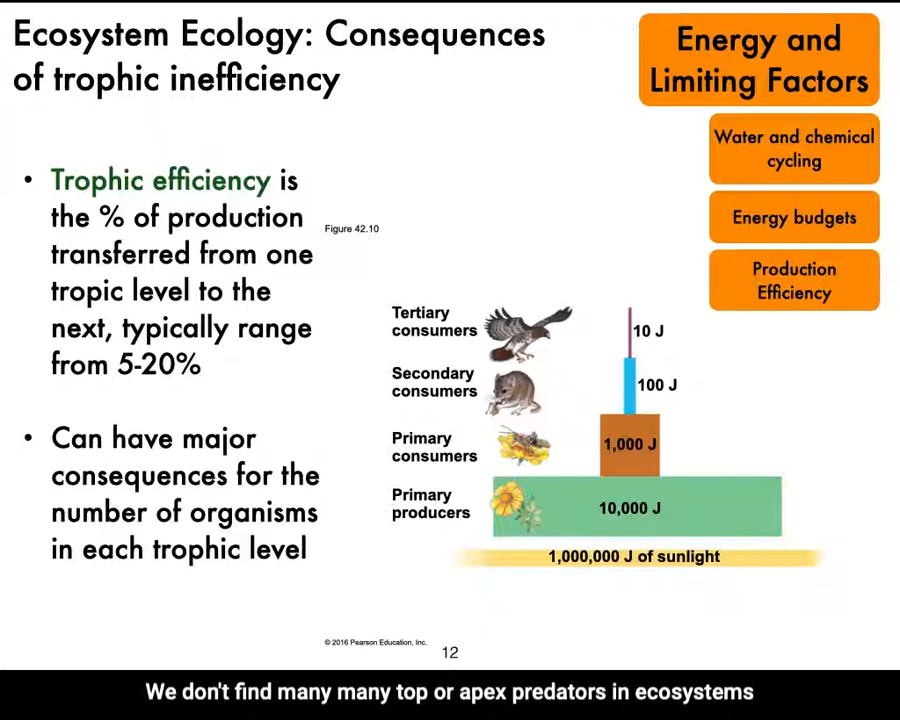 Ecosystem Ecology: Consequences
of trophic inefficiency
Energy and
Limiting Factors
Water and chemical
cycling
Energy budgets
Production
Efficiency
• Trophic efficiency is
the % of production
transferred from one
tropic level to the
next, typically range
from 5-20%
• Can have major
consequences for the
number of organisms
in each trophic level
Figure 42.10
Tertiary
consumers
10 J
Secondary
consumers
100 J
Primary
consumers
1,000 J
Primary
producers
10,000 J
1,000,000 J of sunlight
© 2016 Pearson Education, Inc.
12
We don't find many many top or apex predators in ecosystems